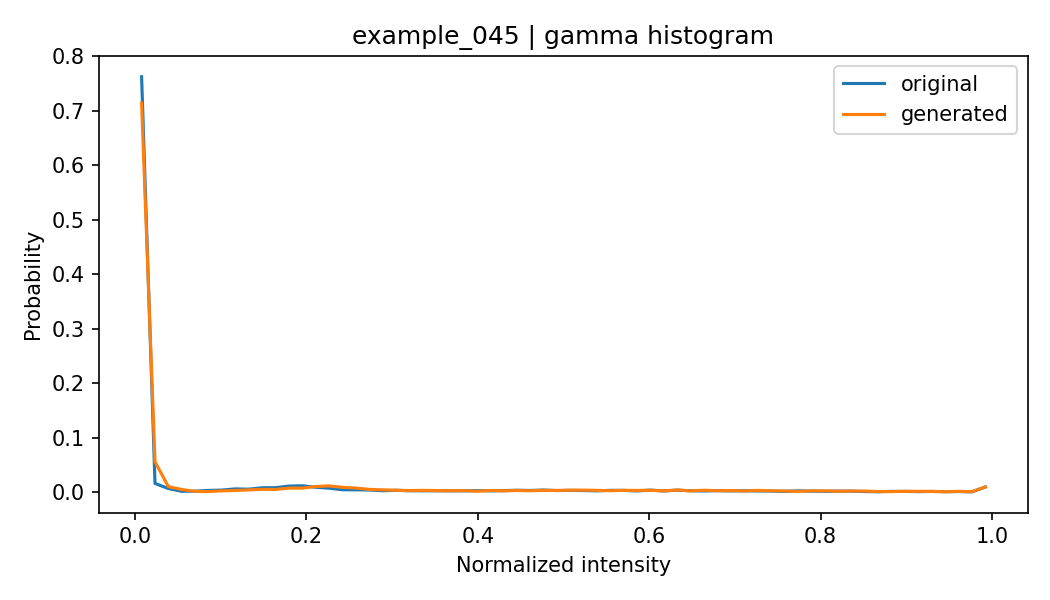 example_045 | gamma histogram
original
generated
Probability
0.8
0.7
0.6
0.5
0.4
0.3
0.2
0.1
0.0
0.0 0.2 0.4 0.6 0.8 1.0
Normalized intensity